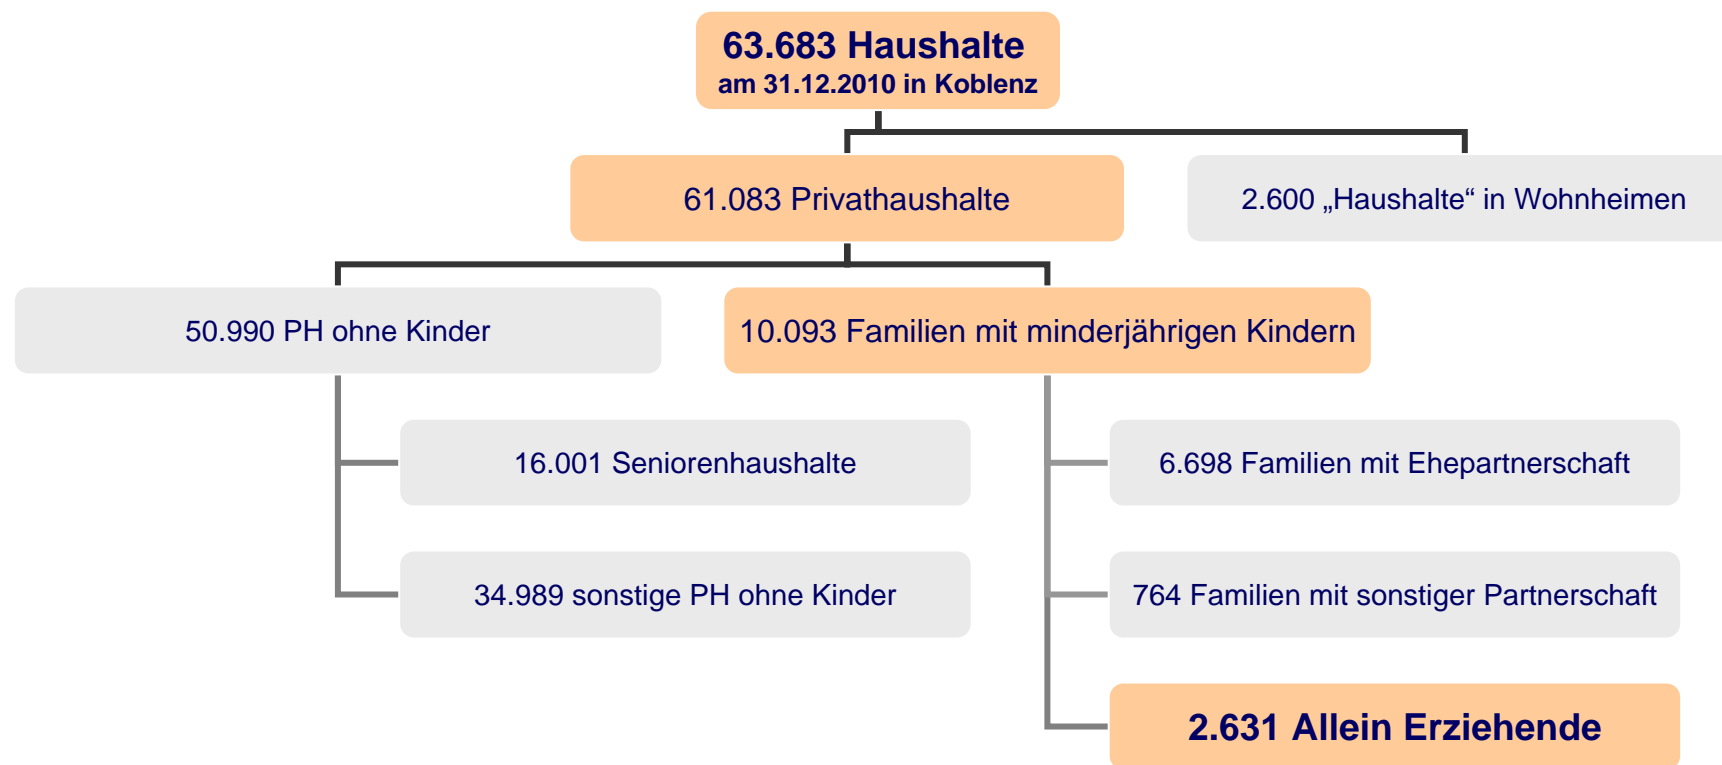 63.683 Haushalte
am 31.12.2010 in Koblenz
61.083 Privathaushalte
2.600 „Haushalte“ in Wohnheimen
50.990 PH ohne Kinder
10.093 Familien mit minderjährigen Kindern
16.001 Seniorenhaushalte
6.698 Familien mit Ehepartnerschaft
34.989 sonstige PH ohne Kinder
764 Familien mit sonstiger Partnerschaft
2.631 Allein Erziehende